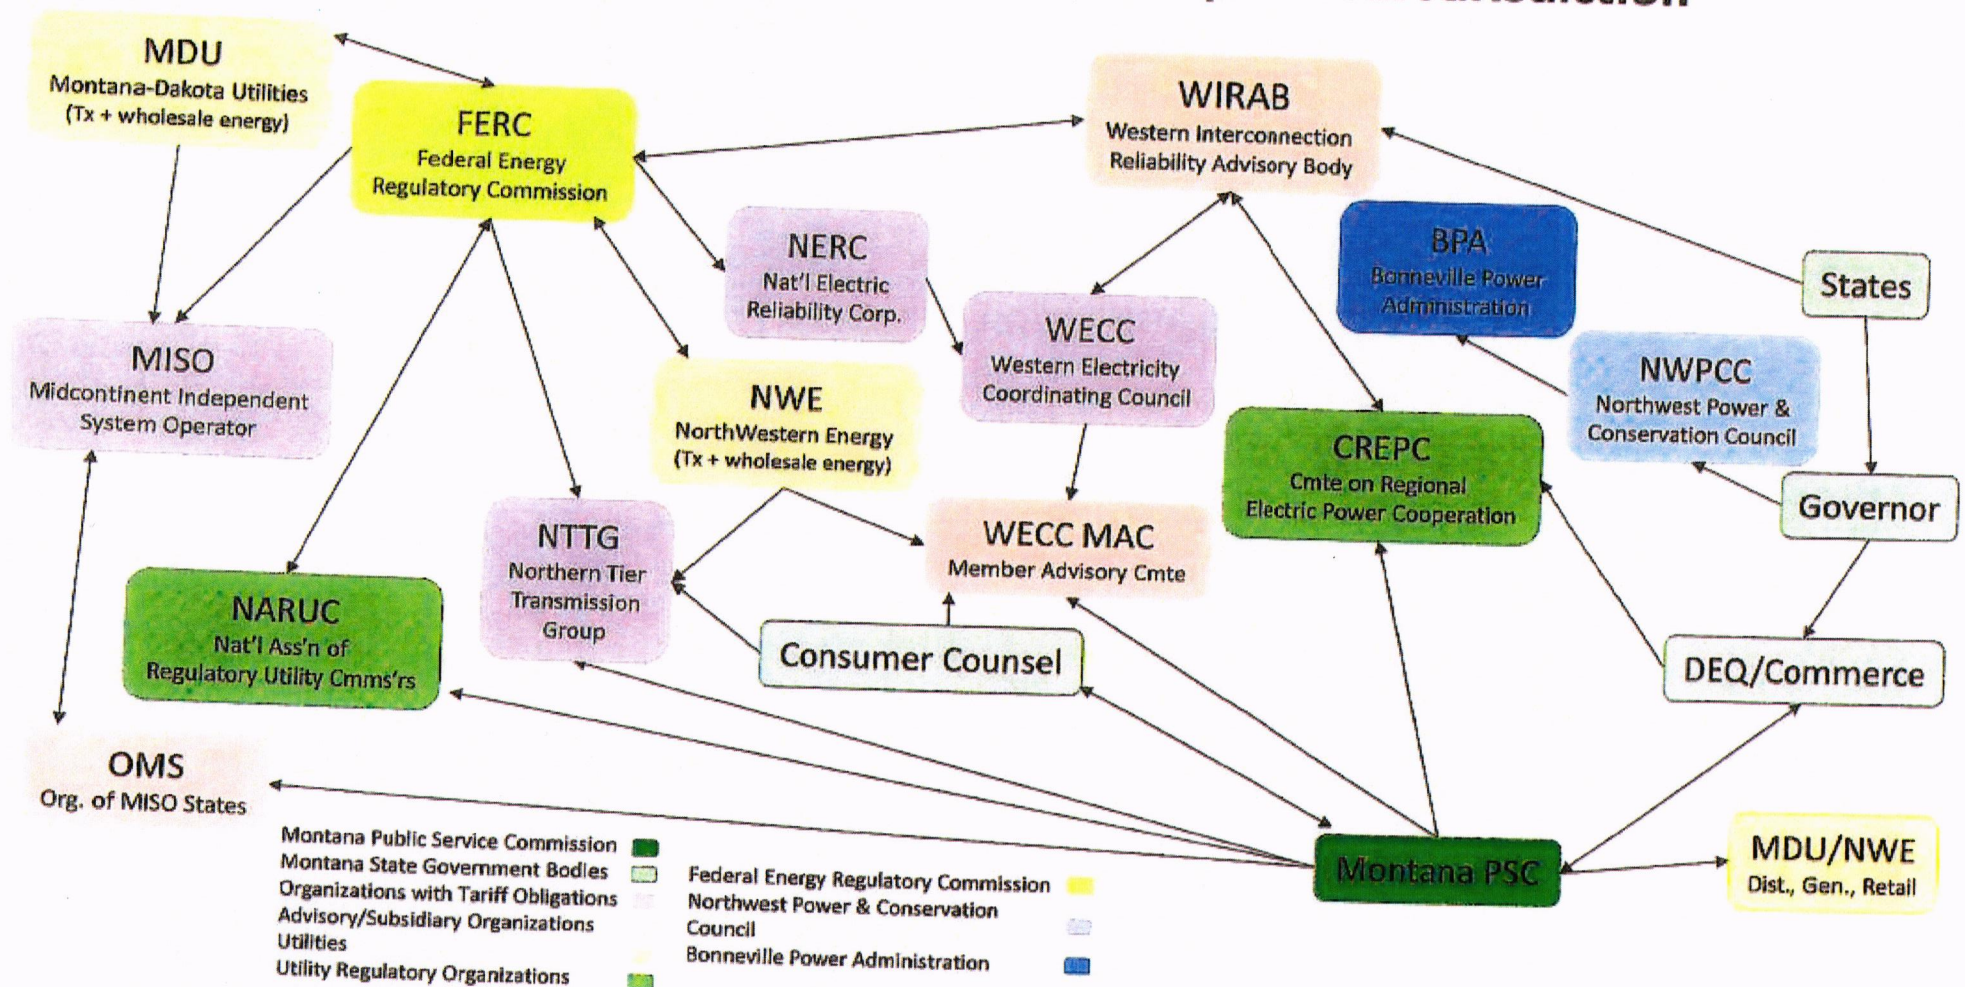 Jurisdiction
MDU
Montana-Dakota Utilities
(Tx + wholesale energy)
FERC
Federal Energy
Regulatory Commission
WIRAB
Western Interconnection
Reliability Advisory Body
NERC
Nat'l Electric
Reliability Corp.
BPA
Bonneville Power
Administration
States
MISO
Midcontinent Independent
System Operator
WECC
Western Electricity
Coordinating Council
NWE
NorthWestern Energy
(Tx + wholesale energy)
NWPCC
Northwest Power &
Conservation Council
CREPC
Cmte on Regional
Electric Power Cooperation
Governor
NTTG
Northern Tier
Transmission
Group
WECC MAC
Member Advisory Cmte
NARUC
Nat'l Ass'n of
Regulatory Utility Cmms'rs
Consumer Counsel
DEQ/Commerce
OMS
Org. of MISO States
Montana PSC
MDU/NWE
Dist., Gen., Retail
Montana Public Service Commission
Montana State Government Bodies
Organizations with Tariff Obligations
Advisory/Subsidiary Organizations
Utilities
Utility Regulatory Organizations
Federal Energy Regulatory Commission
Northwest Power & Conservation
Council
Bonneville Power Administration